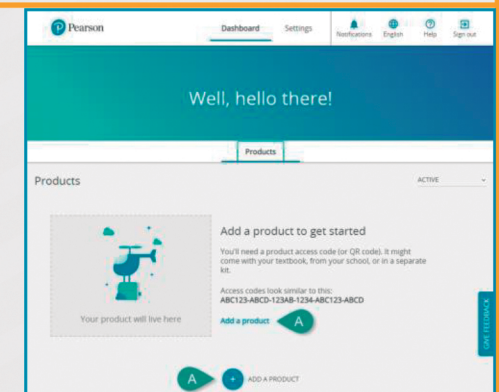 Pearson
Dashboard
Settings
Notifications
English
Help
Sign out
Well, hello there!
Products
Products
ACTIVE
Add a product to get started
You'll need a product access code (or QR code). It might
come with your textbook, from your school, or in a separate
kit.
Access codes look similar to this:
ABC123-ABCD-123AB-1234-ABC123-ABCD
Your product will live here
Add a product
A
GIVE FEEDBACK
A
+ ADD A PRODUCT